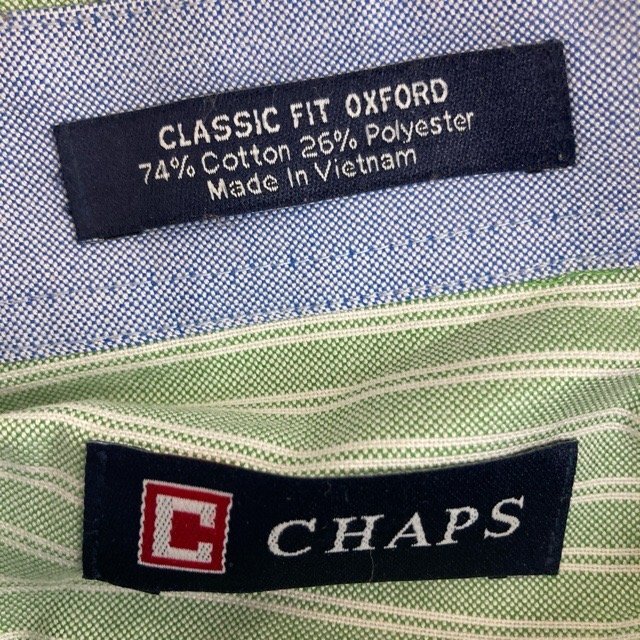 CLASSIC FIT OXFORD
74% Cotton 26% Polyester
Made In Vietnam
C CHAPS